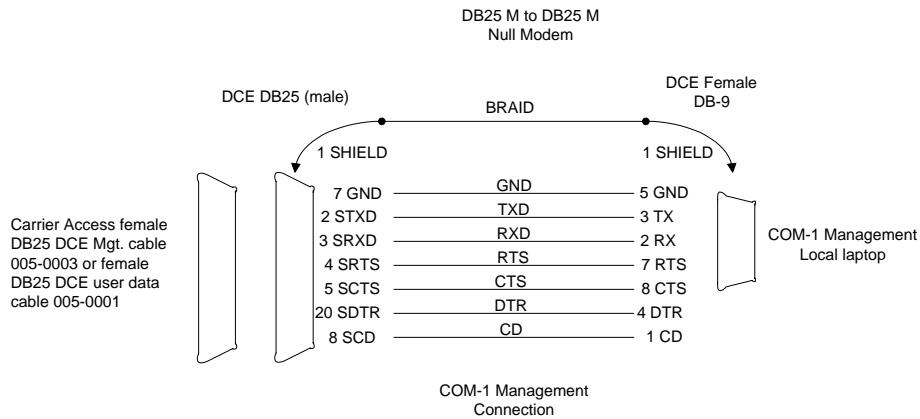 DB25 M to DB25 M
Null Modem
DCE DB25 (male)
DCE Female
DB-9
BRAID
1 SHIELD
1 SHIELD
7 GND GND 5 GND
2 STXD TXD 3 TX
3 SRXD RXD 2 RX
4 SRTS RTS 7 RTS
5 SCTS CTS 8 CTS
20 SDTR DTR 4 DTR
8 SCD CD 1 CD
Carrier Access female
DB25 DCE Mgt. cable
005-0003 or female
DB25 DCE user data
cable 005-0001
COM-1 Management
Local laptop
COM-1 Management
Connection